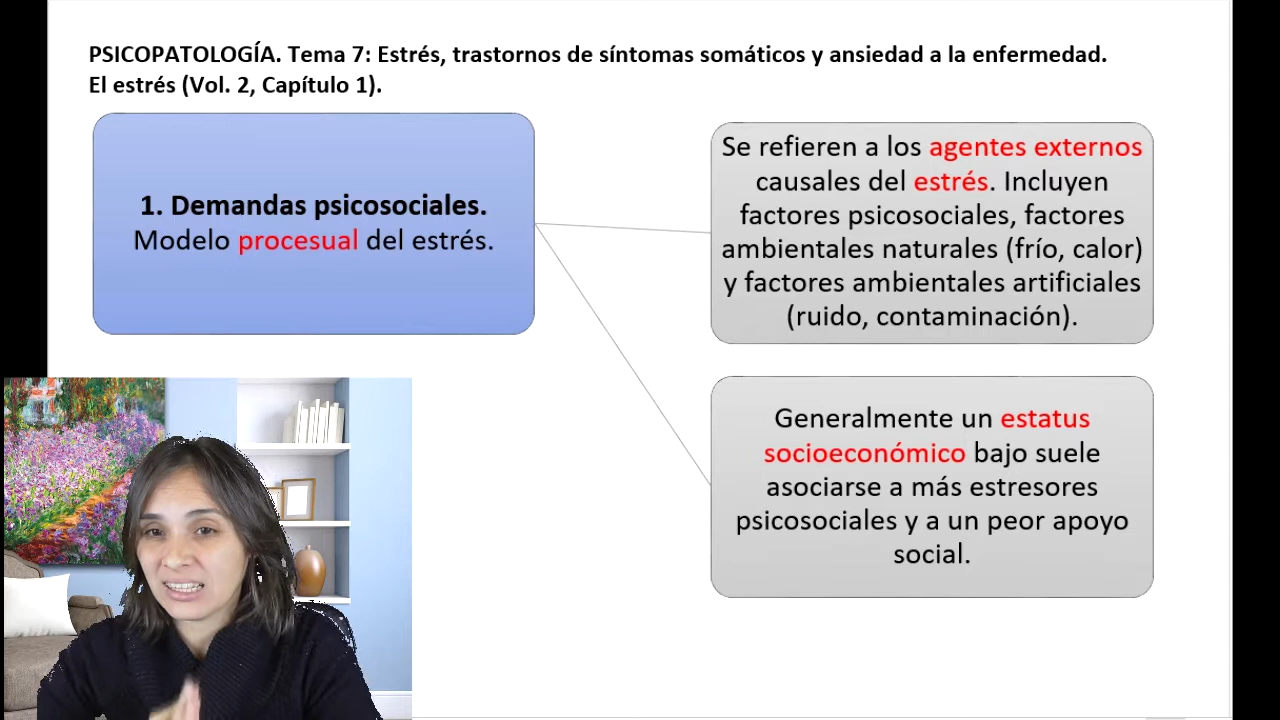 PSICOPATOLOGÍA. Tema 7: Estrés, trastornos de síntomas somáticos y ansiedad a la enfermedad.
El estrés (Vol. 2, Capítulo 1).
1. Demandas psicosociales.
Modelo procesual del estrés.
Se refieren a los agentes externos
causales del estrés. Incluyen
factores psicosociales, factores
ambientales naturales (frío, calor)
y factores ambientales artificiales
(ruido, contaminación).
Generalmente un estatus
socioeconómico bajo suele
asociarse a más estresores
psicosociales y a un peor apoyo
social.